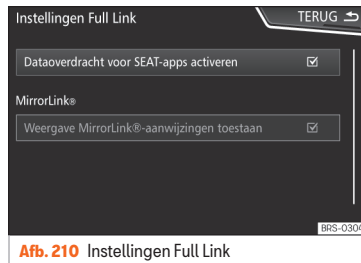 Instellingen Full Link
TERUG
Dataoverdracht voor SEAT-apps activeren
MirrorLink®
Weergave MirrorLink®-aanwijzingen toestaan
BRS-0304
Afb. 210 Instellingen Full Link